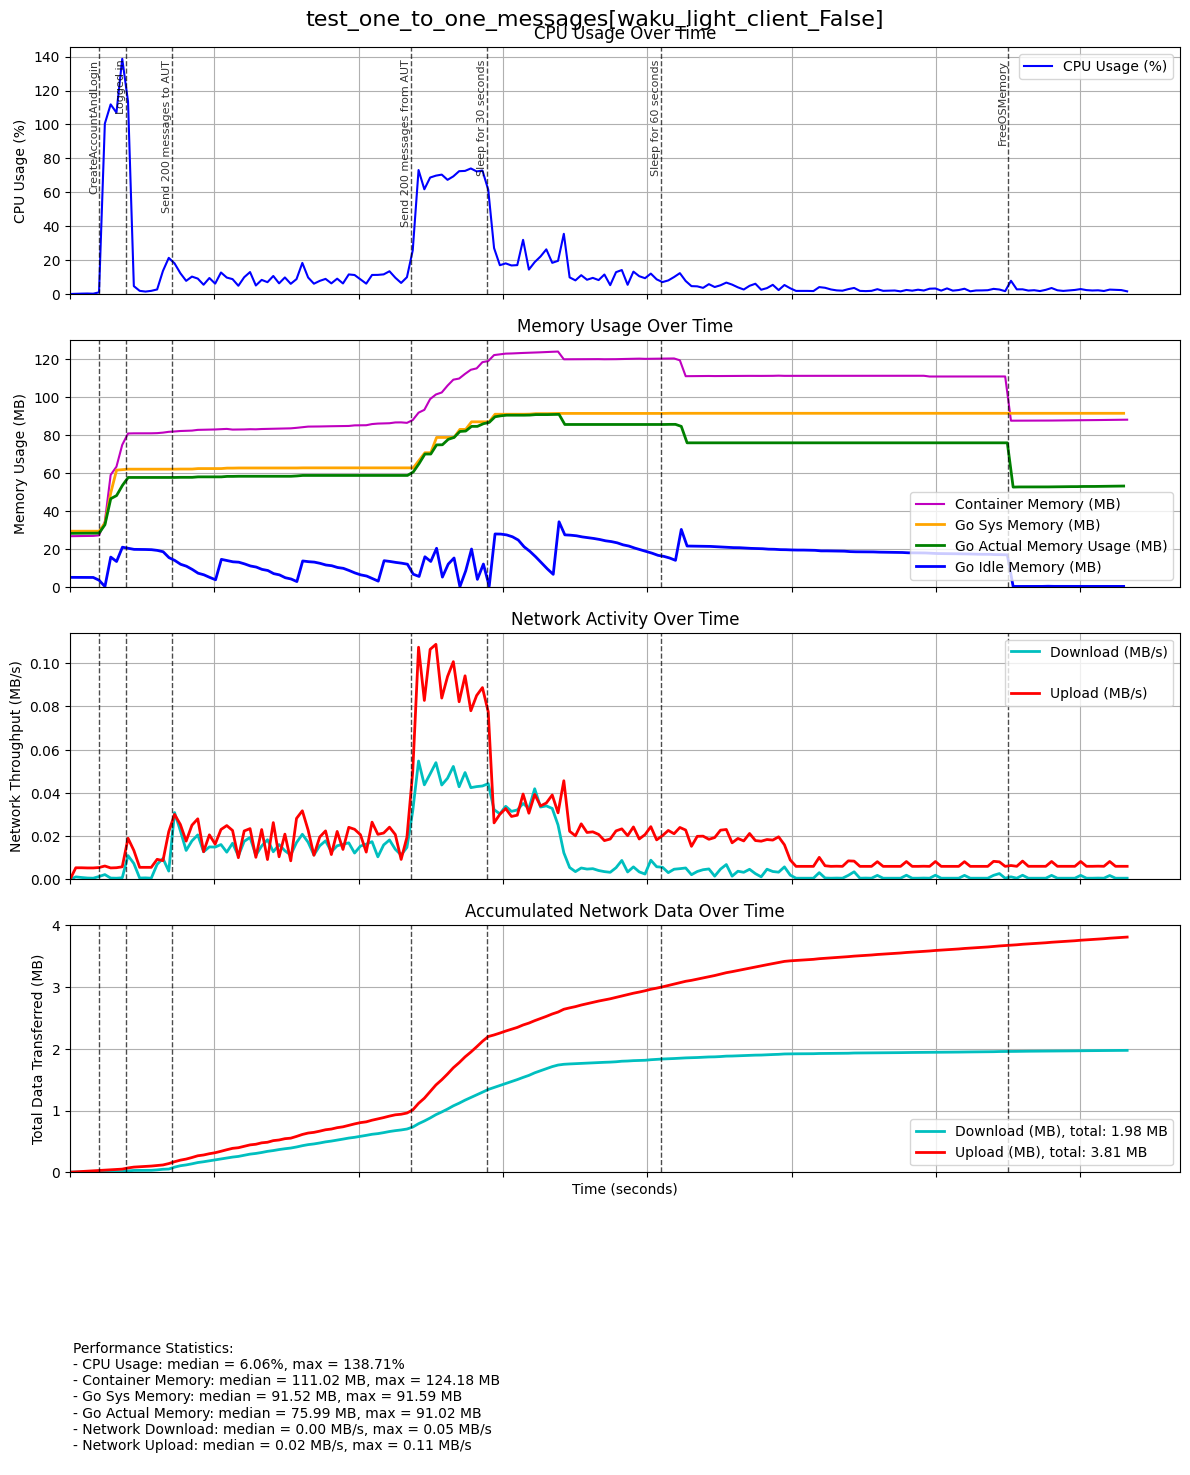 test_one_to_one_messages[waku_light_client_False]
CPU Usage Over Time
CPU Usage (%)
140
120
100
80
60
40
20
0
CreateAccountAndLogin
Logged in
Send 200 messages to AUT
Send 200 messages from AUT
Sleep for 30 seconds
Sleep for 60 seconds
FreeOSMemory
CPU Usage (%)
Memory Usage Over Time
Memory Usage (MB)
120
100
80
60
40
20
0
Container Memory (MB)
Go Sys Memory (MB)
Go Actual Memory Usage (MB)
Go Idle Memory (MB)
Network Activity Over Time
Network Throughput (MB/s)
0.10
0.08
0.06
0.04
0.02
0.00
Download (MB/s)
Upload (MB/s)
Accumulated Network Data Over Time
Total Data Transferred (MB)
4
3
2
1
0
Download (MB), total: 1.98 MB
Upload (MB), total: 3.81 MB
Time (seconds)
Performance Statistics:
- CPU Usage: median = 6.06%, max = 138.71%
- Container Memory: median = 111.02 MB, max = 124.18 MB
- Go Sys Memory: median = 91.52 MB, max = 91.59 MB
- Go Actual Memory: median = 75.99 MB, max = 91.02 MB
- Network Download: median = 0.00 MB/s, max = 0.05 MB/s
- Network Upload: median = 0.02 MB/s, max = 0.11 MB/s